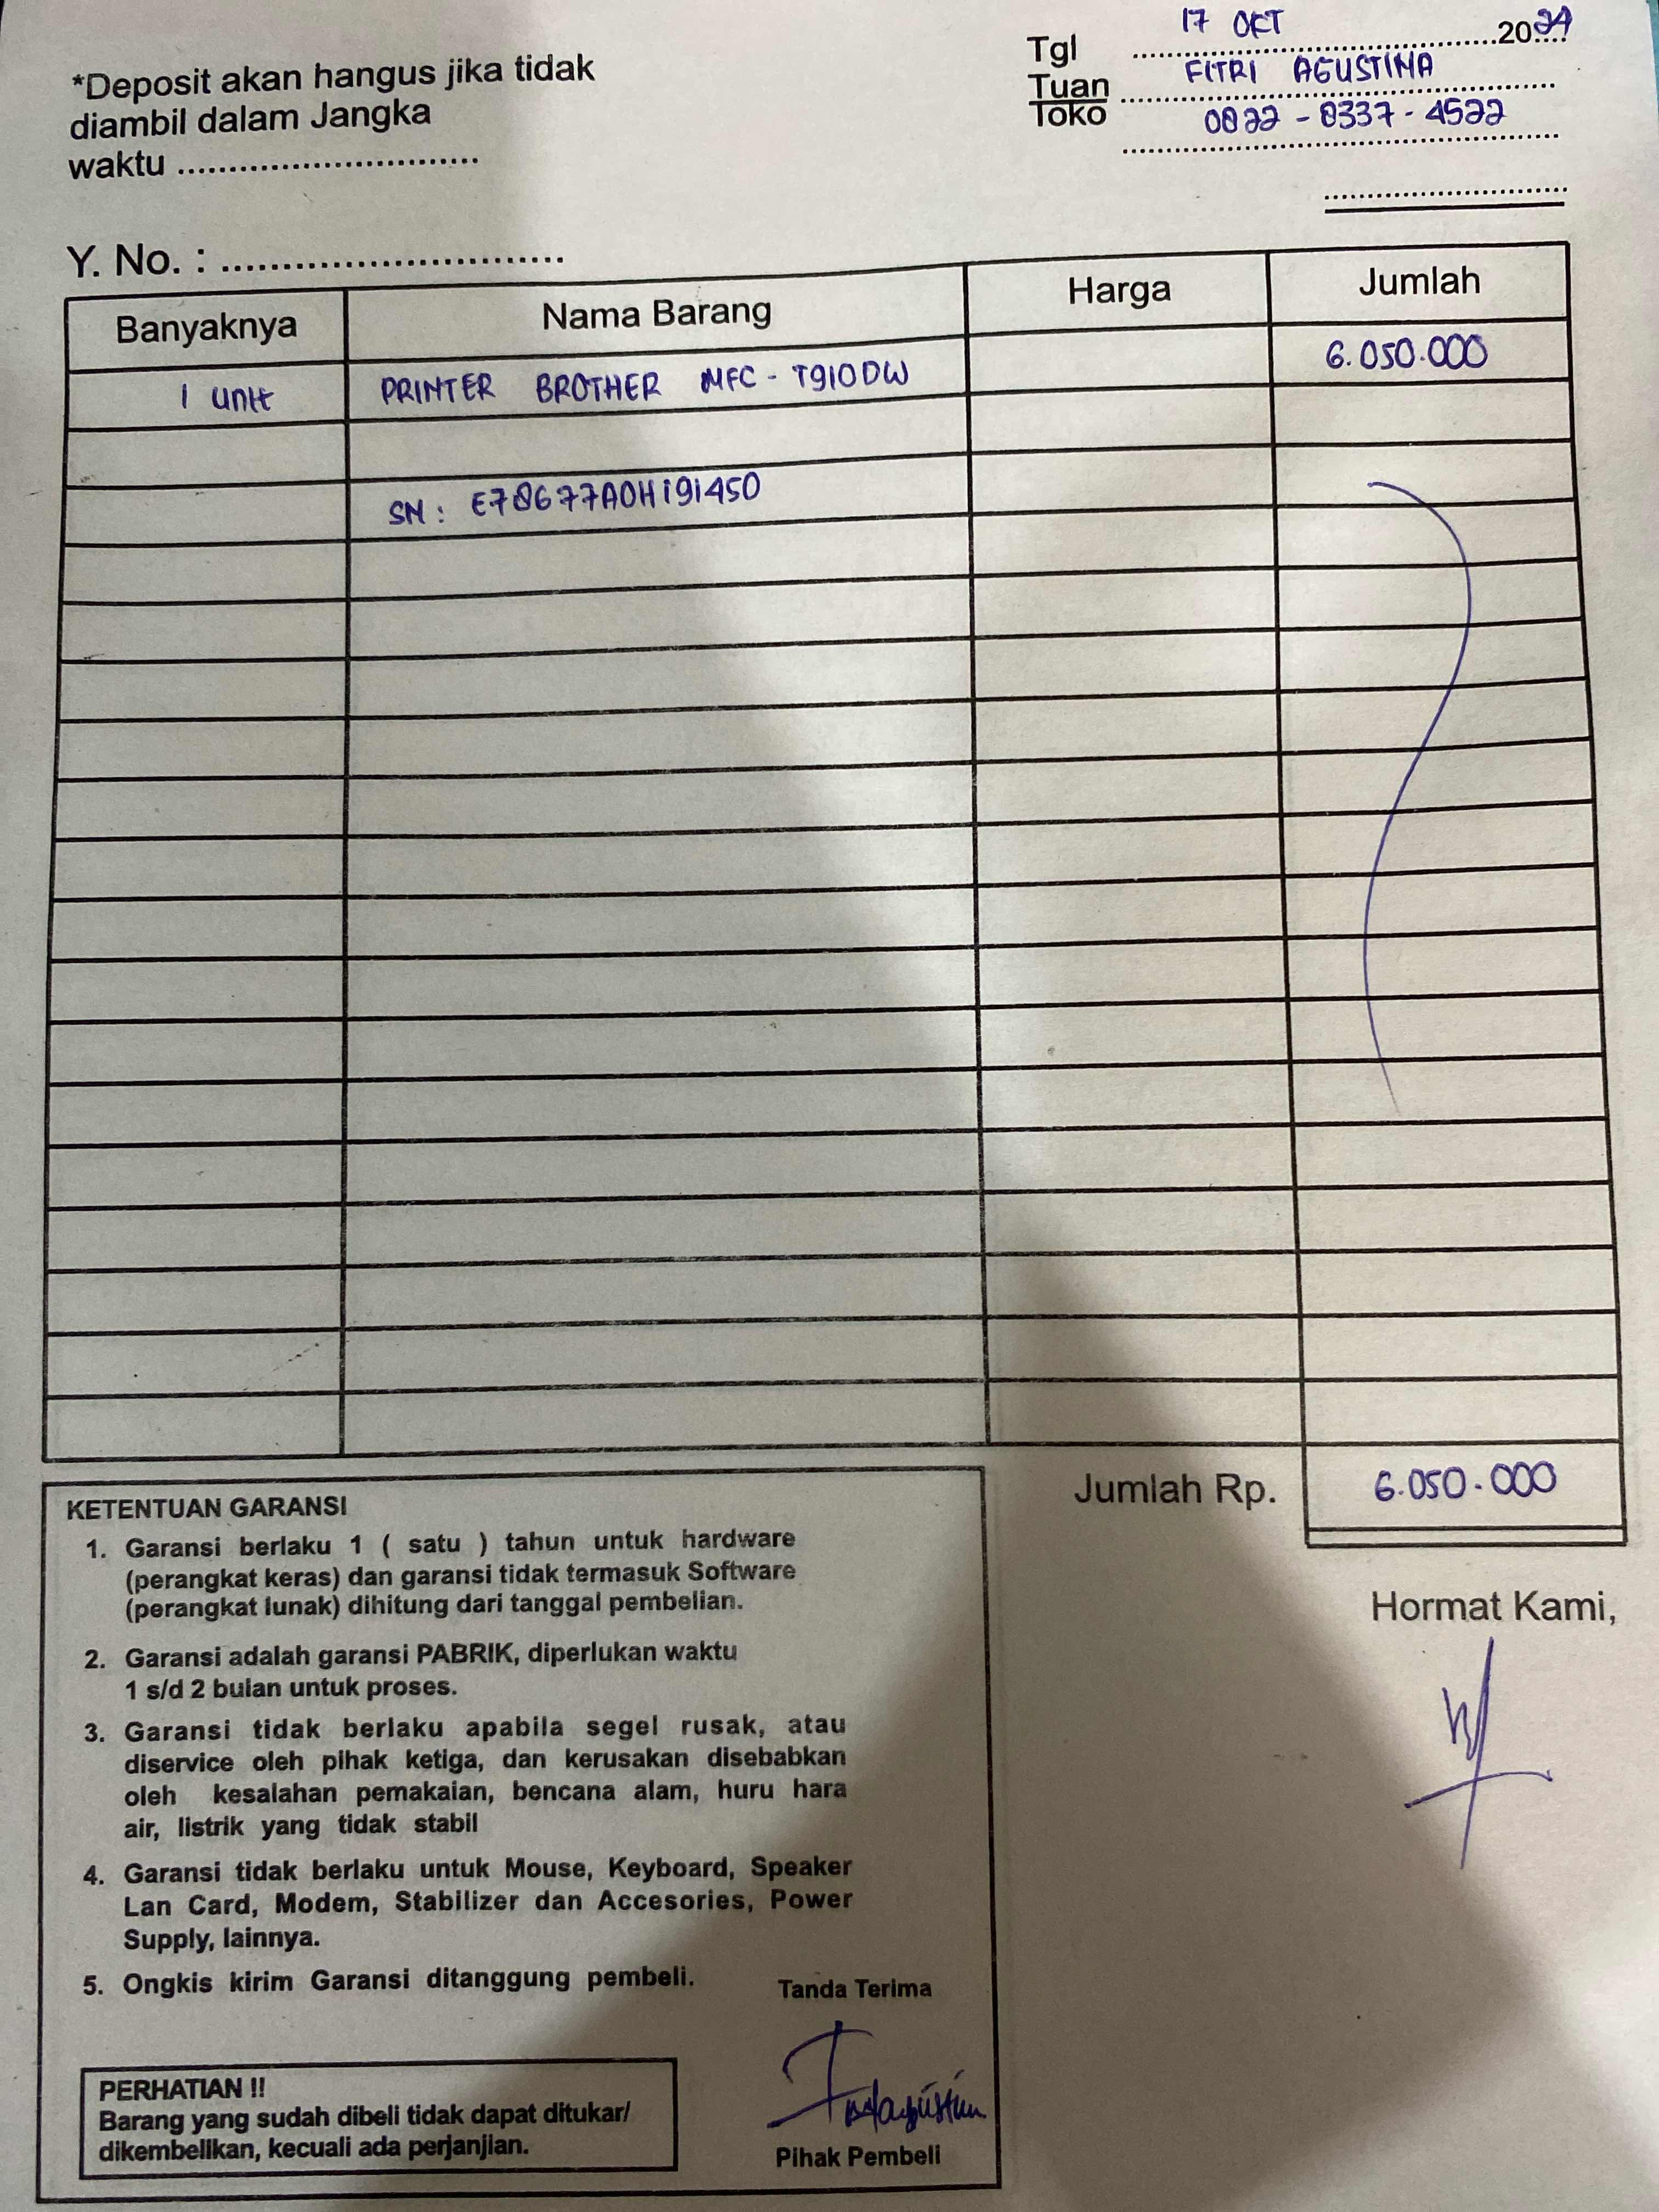 *Deposit akan hangus jika tidak
diambil dalam Jangka
waktu ..............................
Tgl 17 OKT 2024
Tuan FITRI AGUSTINA
Toko 0822 - 8337 - 4522
Y. No. : ..............................
Banyaknya Nama Barang Harga Jumlah
1 unit PRINTER BROTHER MFC - T910DW 6.050.000
SN : E78677A0H191450
Jumlah Rp. 6.050.000
KETENTUAN GARANSI
1. Garansi berlaku 1 ( satu ) tahun untuk hardware
(perangkat keras) dan garansi tidak termasuk Software
(perangkat lunak) dihitung dari tanggal pembelian.
2. Garansi adalah garansi PABRIK, diperlukan waktu
1 s/d 2 bulan untuk proses.
3. Garansi tidak berlaku apabila segel rusak, atau
diservice oleh pihak ketiga, dan kerusakan disebabkan
oleh kesalahan pemakaian, bencana alam, huru hara
air, listrik yang tidak stabil
4. Garansi tidak berlaku untuk Mouse, Keyboard, Speaker
Lan Card, Modem, Stabilizer dan Accesories, Power
Supply, lainnya.
5. Ongkis kirim Garansi ditanggung pembeli.
PERHATIAN !!
Barang yang sudah dibeli tidak dapat ditukar/
dikembelikan, kecuali ada perjanjian.
Tanda Terima
Pihak Pembeli
Hormat Kami,